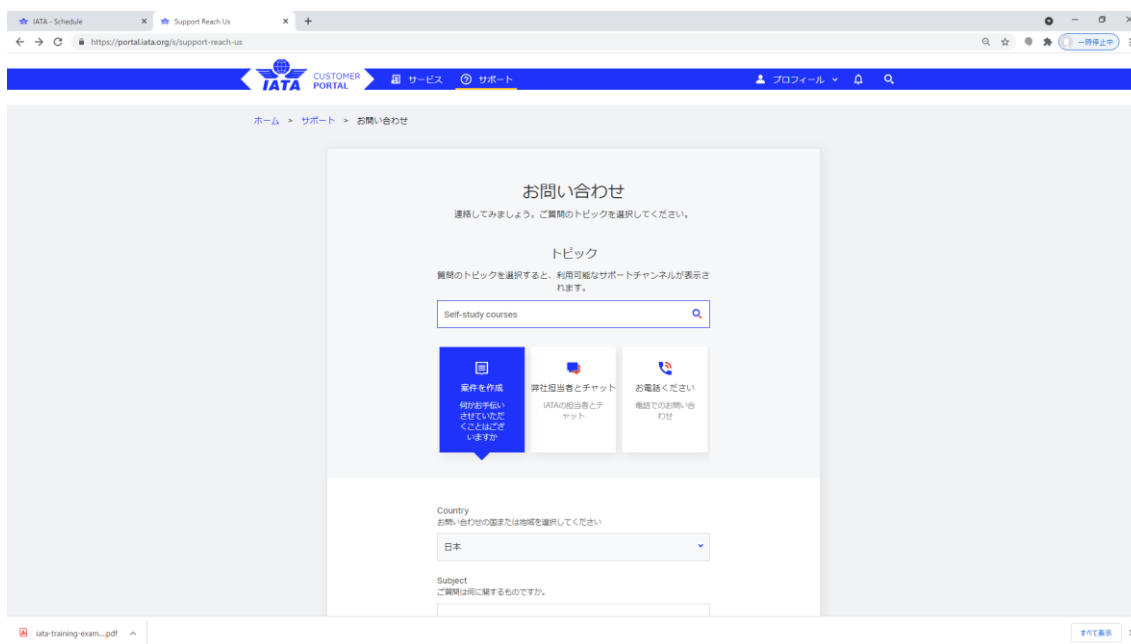 IATA - Schedule
Support Reach Us
https://portal.iata.org/s/support-reach-us
一時停止中
IATA
CUSTOMER
PORTAL
サービス
サポート
プロフィール
ホーム > サポート > お問い合わせ
お問い合わせ
連絡してみましょう。ご質問のトピックを選択してください。
トピック
質問のトピックを選択すると、利用可能なサポートチャンネルが表示さ
れます。
Self-study courses
案件を作成
何かお手伝い
させていただ
くことはござ
いますか
弊社担当者とチャット
IATAの担当者とチ
ャット
お電話ください
電話でのお問い合
わせ
Country
お問い合わせの国または地域を選択してください
日本
Subject
ご質問は何に関するものですか。
iata-training-exam....pdf
すべて表示